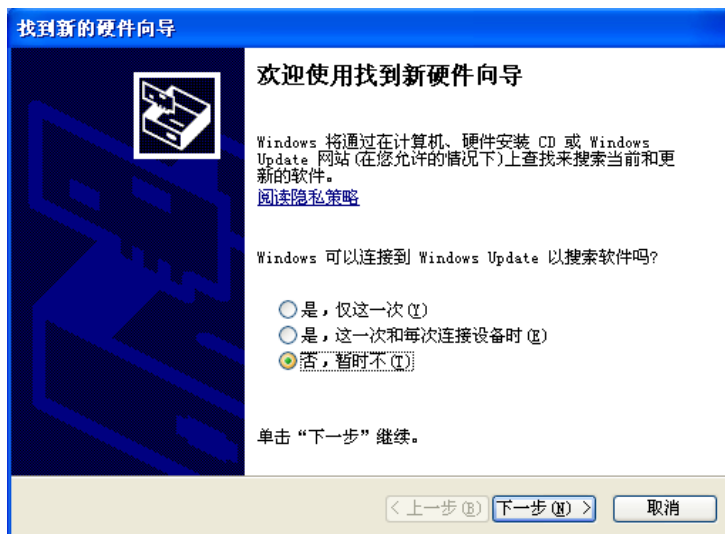 找到新的硬件向导
欢迎使用找到新硬件向导
Windows 将通过在计算机、硬件安装 CD 或 Windows
Update 网站(在您允许的情况下)上查找来搜索当前和更
新的软件。
阅读隐私策略
Windows 可以连接到 Windows Update 以搜索软件吗?
是，仅这一次(Y)
是，这一次和每次连接设备时(E)
否，暂时不(T)
单击“下一步”继续。
< 上一步(B) 下一步(N) > 取消